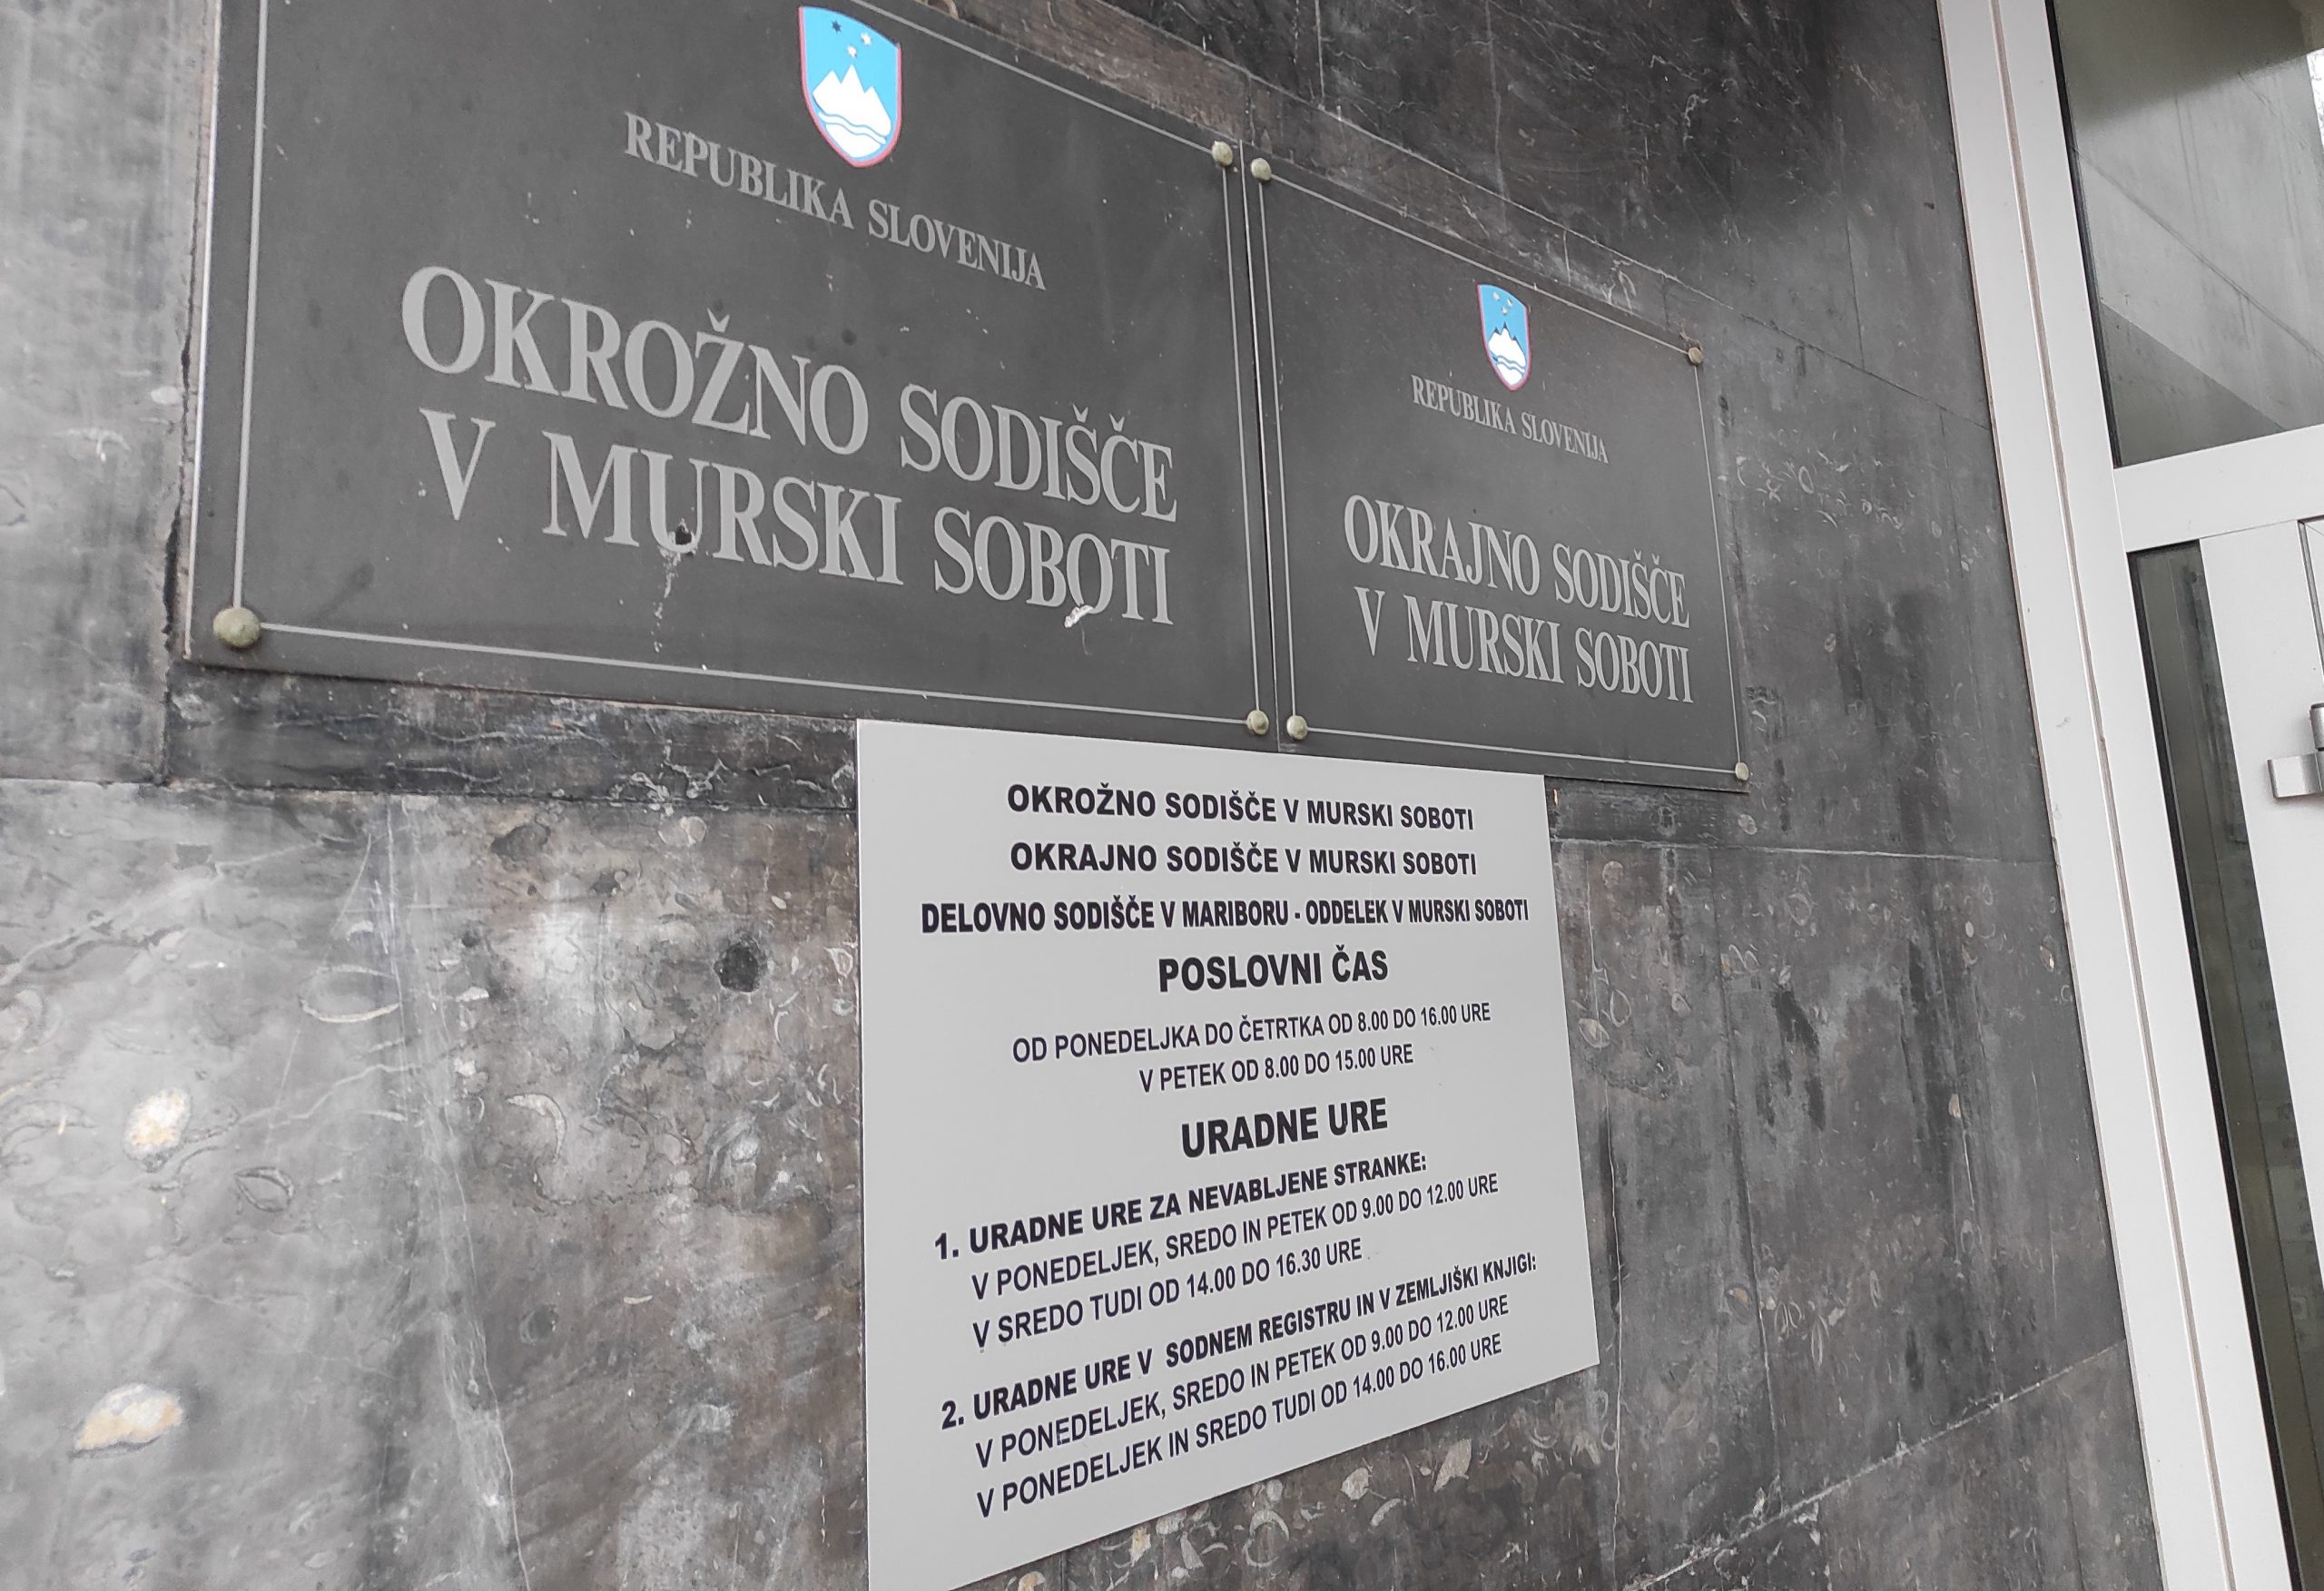 REPUBLIKA SLOVENIJA
OKROŽNO SODIŠČE
V MURSKI SOBOTI
REPUBLIKA SLOVENIJA
OKRAJNO SODIŠČE
V MURSKI SOBOTI
OKROŽNO SODIŠČE V MURSKI SOBOTI
OKRAJNO SODIŠČE V MURSKI SOBOTI
DELOVNO SODIŠČE V MARIBORU - ODDELEK V MURSKI SOBOTI
POSLOVNI ČAS
OD PONEDELJKA DO ČETRTKA OD 8.00 DO 16.00 URE
V PETEK OD 8.00 DO 15.00 URE
URADNE URE
1. URADNE URE ZA NEVABLJENE STRANKE:
V PONEDELJEK, SREDO IN PETEK OD 9.00 DO 12.00 URE
V SREDO TUDI OD 14.00 DO 16.30 URE
2. URADNE URE V SODNEM REGISTRU IN V ZEMLJIŠKI KNJIGI:
V PONEDELJEK, SREDO IN PETEK OD 9.00 DO 12.00 URE
V PONEDELJEK IN SREDO TUDI OD 14.00 DO 16.00 URE